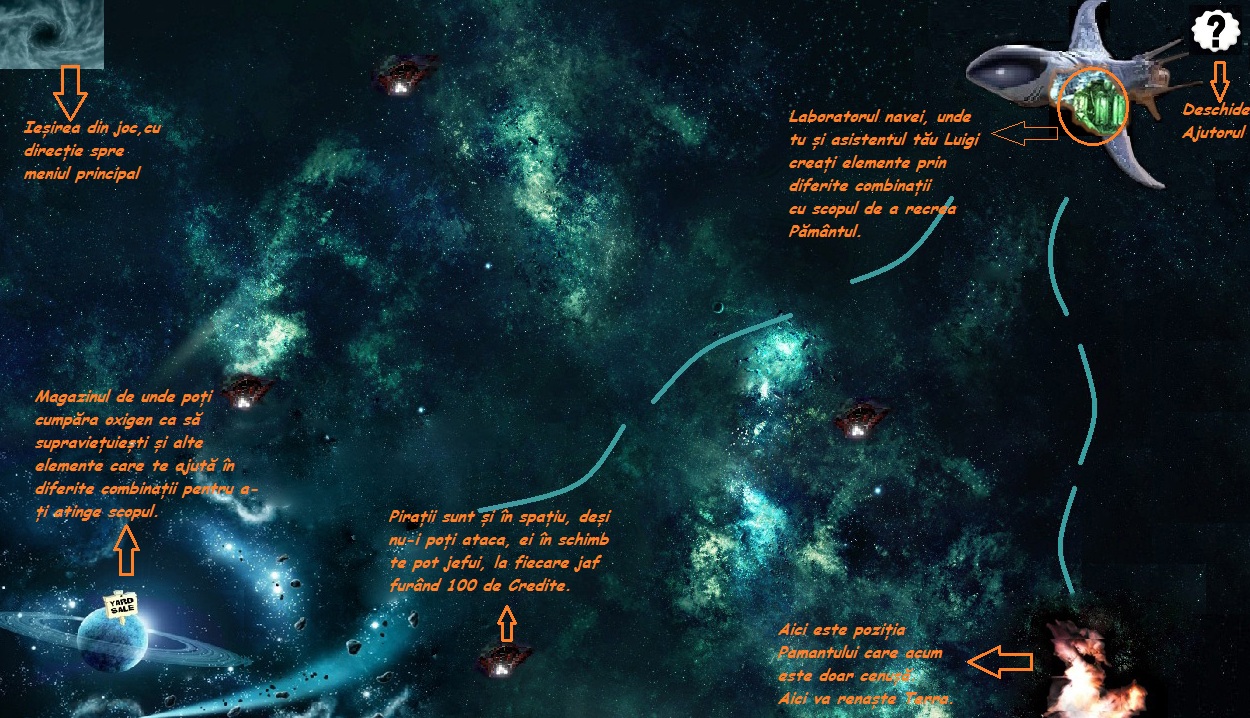 ?
Deschide
Ajutorul
Ieșirea din joc,cu
direcție spre
meniul principal
Laboratorul navei, unde
tu și asistentul tău Luigi
creați elemente prin
diferite combinații
cu scopul de a recrea
Pământul.
Magazinul de unde poți
cumpăra oxigen ca să
supraviețuiești și alte
elemente care te ajută în
diferite combinații pentru a-
ți atinge scopul.
Pirații sunt și în spațiu, deși
nu-i poți ataca, ei în schimb
te pot jefui, la fiecare jaf
furând 100 de Credite.
YARD
SALE
Aici este poziția
Pamantului care acum
este doar cenușă
Aici va renaște Terra.